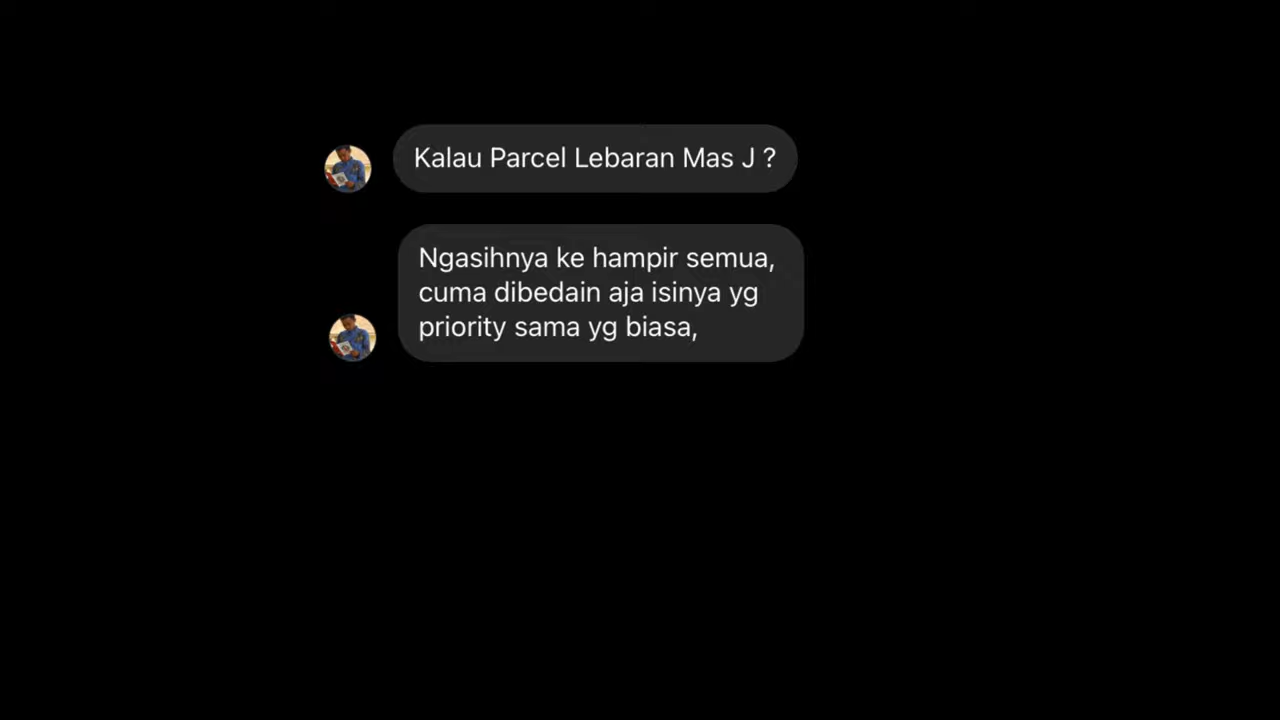 Kalau Parcel Lebaran Mas J ?
Ngasihnya ke hampir semua,
cuma dibedain aja isinya yg
priority sama yg biasa,